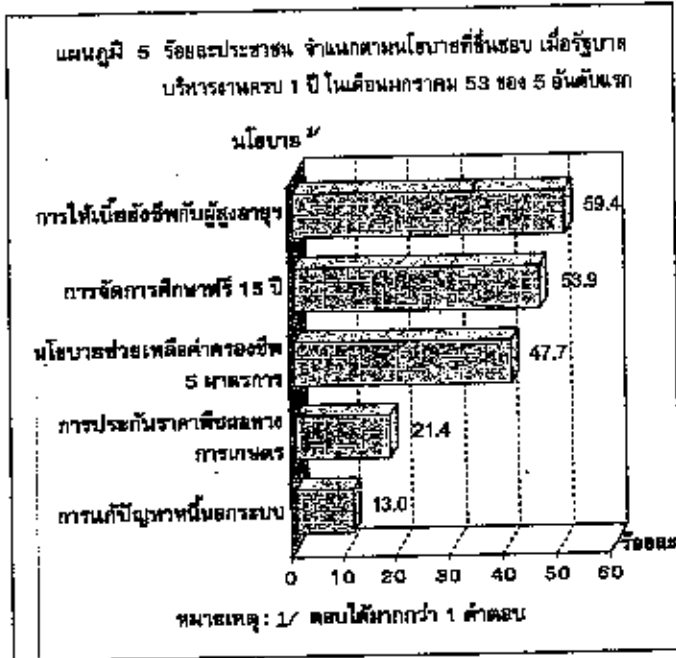 แผนภูมิ 5 ร้อยละประชาชน จำแนกตามนโยบายที่ชื่นชอบ เมื่อรัฐบาล
บริหารงานครบ 1 ปี ในเดือนมกราคม 53 ของ 5 อันดับแรก
นโยบาย 1/
การให้เบี้ยยังชีพกับผู้สูงอายุฯ
59.4
การจัดการศึกษาฟรี 15 ปี
53.9
นโยบายช่วยเหลือค่าครองชีพ
5 มาตรการ
47.7
การประกันราคาพืชผลทาง
การเกษตร
21.4
การแก้ปัญหาหนี้นอกระบบ
13.0
ร้อยละ
0 10 20 30 40 50 60
หมายเหตุ : 1/ ตอบได้มากกว่า 1 คำตอบ